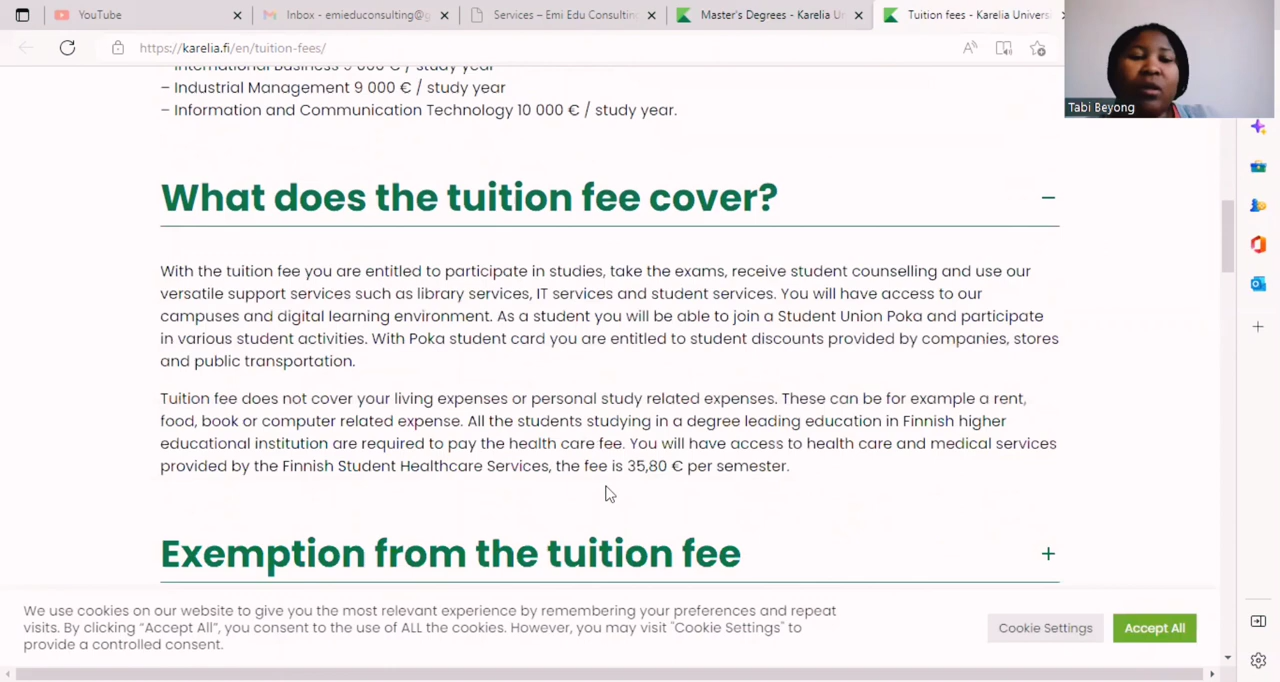 YouTube
Inbox - emieduconsulting@g
Services – Emi Edu Consulting
Master's Degrees - Karelia Ur
Tuition fees - Karelia Universi
https://karelia.fi/en/tuition-fees/
Tabi Beyong
– International Business 9 000 € / study year
– Industrial Management 9 000 € / study year
– Information and Communication Technology 10 000 € / study year.
What does the tuition fee cover?
With the tuition fee you are entitled to participate in studies, take the exams, receive student counselling and use our
versatile support services such as library services, IT services and student services. You will have access to our
campuses and digital learning environment. As a student you will be able to join a Student Union Poka and participate
in various student activities. With Poka student card you are entitled to student discounts provided by companies, stores
and public transportation.
Tuition fee does not cover your living expenses or personal study related expenses. These can be for example a rent,
food, book or computer related expense. All the students studying in a degree leading education in Finnish higher
educational institution are required to pay the health care fee. You will have access to health care and medical services
provided by the Finnish Student Healthcare Services, the fee is 35,80 € per semester.
Exemption from the tuition fee
We use cookies on our website to give you the most relevant experience by remembering your preferences and repeat
visits. By clicking “Accept All”, you consent to the use of ALL the cookies. However, you may visit "Cookie Settings" to
provide a controlled consent.
Cookie Settings
Accept All